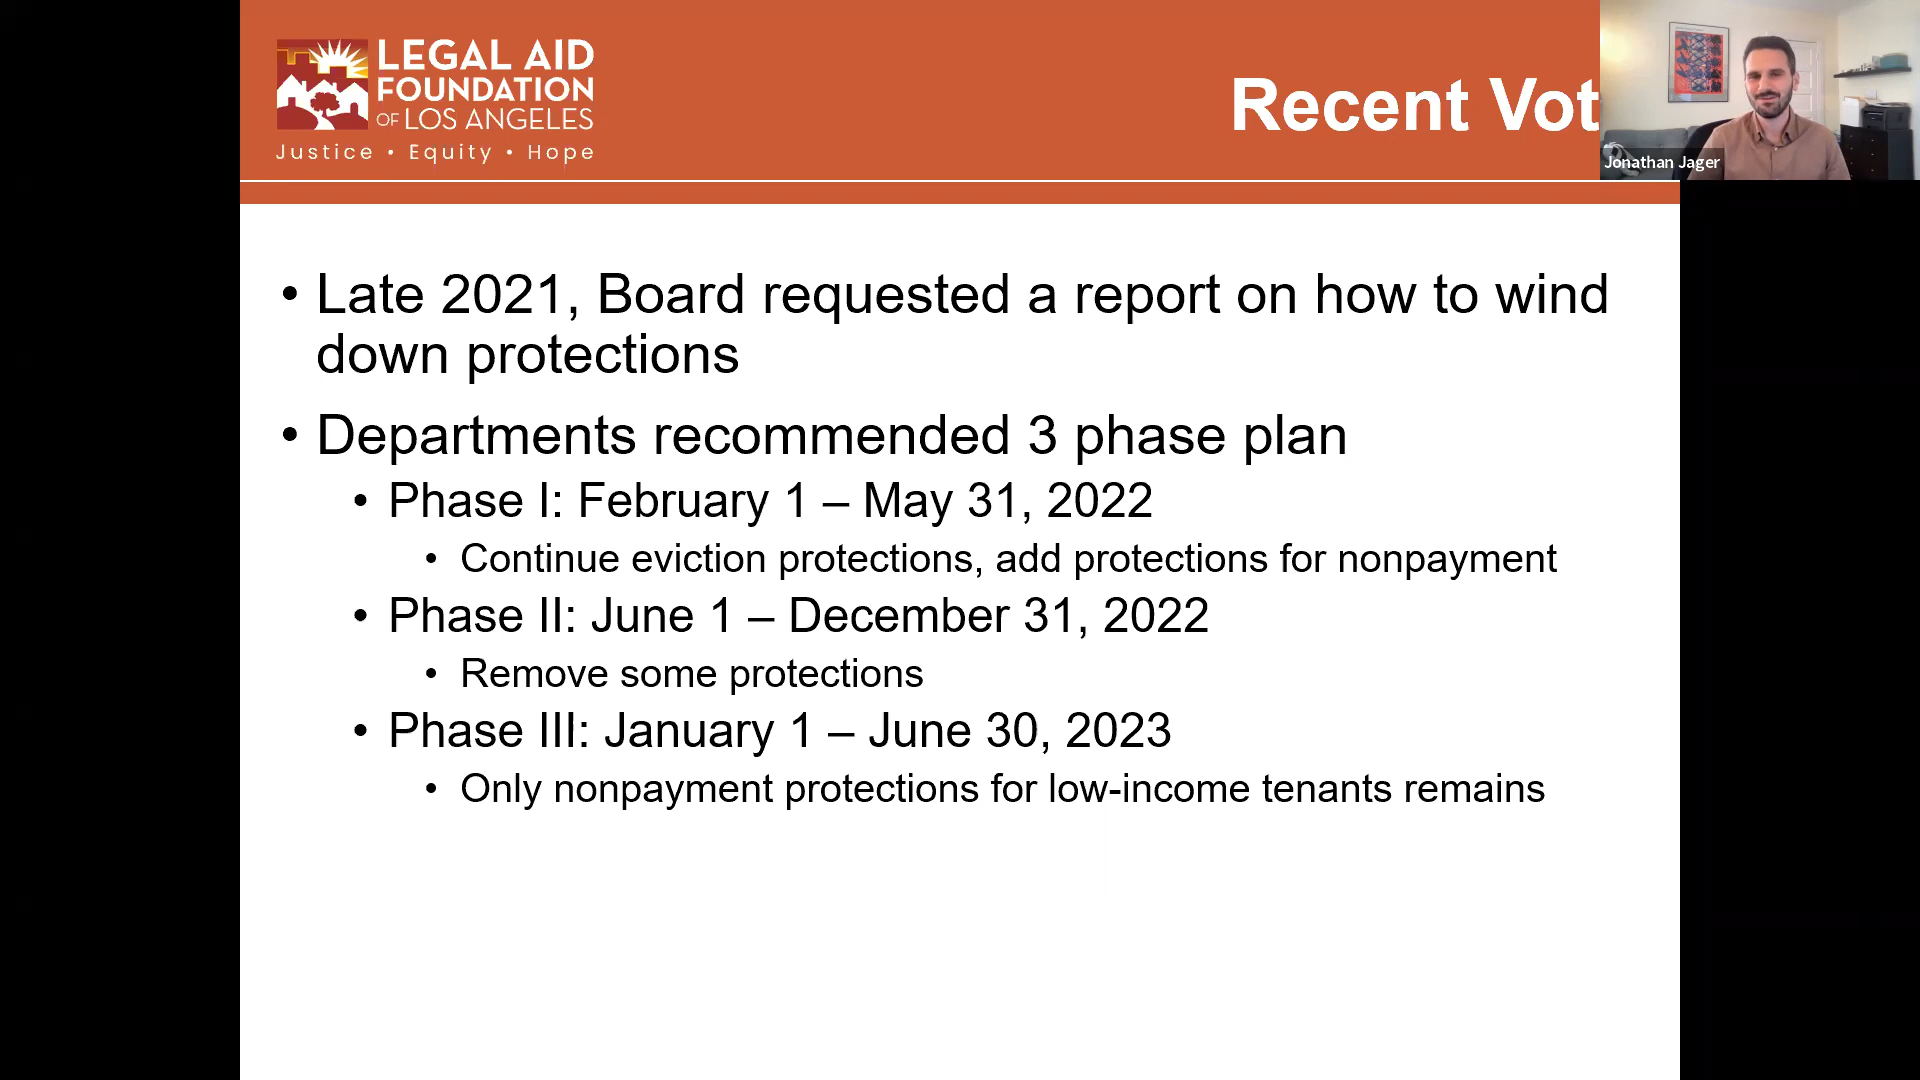 LEGAL AID
FOUNDATION
OF LOS ANGELES
Justice • Equity • Hope
Recent Vot
Jonathan Jager
• Late 2021, Board requested a report on how to wind
down protections
• Departments recommended 3 phase plan
• Phase I: February 1 – May 31, 2022
• Continue eviction protections, add protections for nonpayment
• Phase II: June 1 – December 31, 2022
• Remove some protections
• Phase III: January 1 – June 30, 2023
• Only nonpayment protections for low-income tenants remains